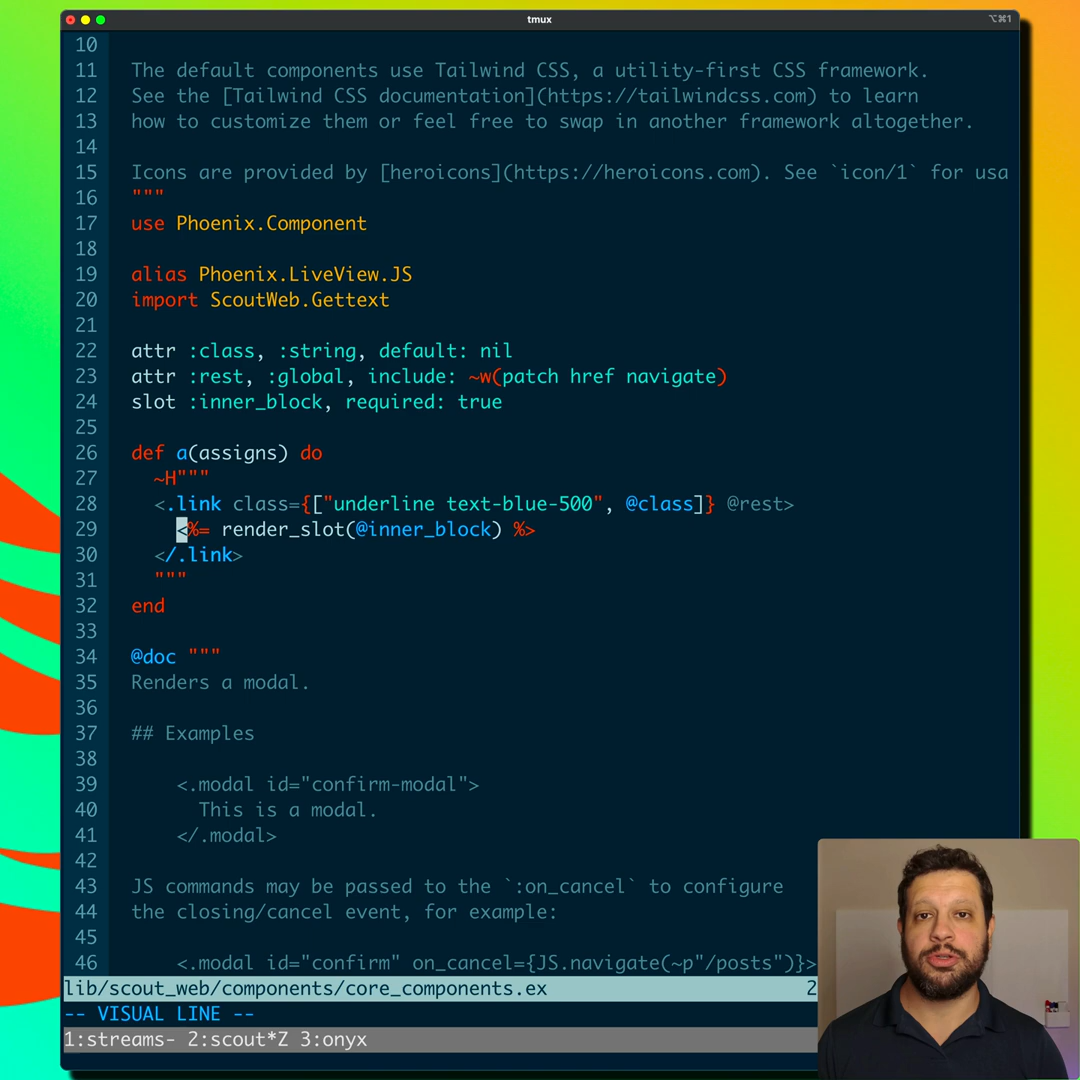 tmux
⌥⌘1
10
11 The default components use Tailwind CSS, a utility-first CSS framework.
12 See the [Tailwind CSS documentation](https://tailwindcss.com) to learn
13 how to customize them or feel free to swap in another framework altogether.
14
15 Icons are provided by [heroicons](https://heroicons.com). See `icon/1` for usa
16 """
17 use Phoenix.Component
18
19 alias Phoenix.LiveView.JS
20 import ScoutWeb.Gettext
21
22 attr :class, :string, default: nil
23 attr :rest, :global, include: ~w(patch href navigate)
24 slot :inner_block, required: true
25
26 def a(assigns) do
27 ~H"""
28 <.link class={["underline text-blue-500", @class]} @rest>
29 <%= render_slot(@inner_block) %>
30 </.link>
31 """
32 end
33
34 @doc """
35 Renders a modal.
36
37 ## Examples
38
39 <.modal id="confirm-modal">
40 This is a modal.
41 </.modal>
42
43 JS commands may be passed to the `:on_cancel` to configure
44 the closing/cancel event, for example:
45
46 <.modal id="confirm" on_cancel={JS.navigate(~p"/posts")}>
lib/scout_web/components/core_components.ex 2
-- VISUAL LINE --
1:streams- 2:scout*Z 3:onyx